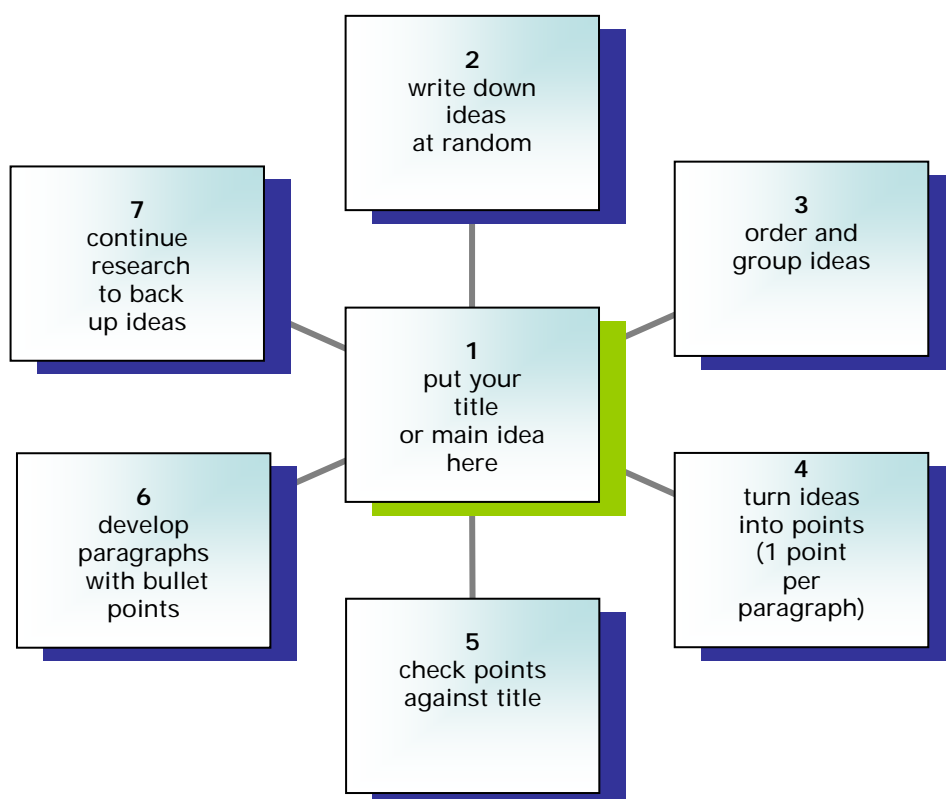 1
put your
title
or main idea
here
2
write down
ideas
at random
3
order and
group ideas
4
turn ideas
into points
(1 point
per
paragraph)
5
check points
against title
6
develop
paragraphs
with bullet
points
7
continue
research
to back
up ideas